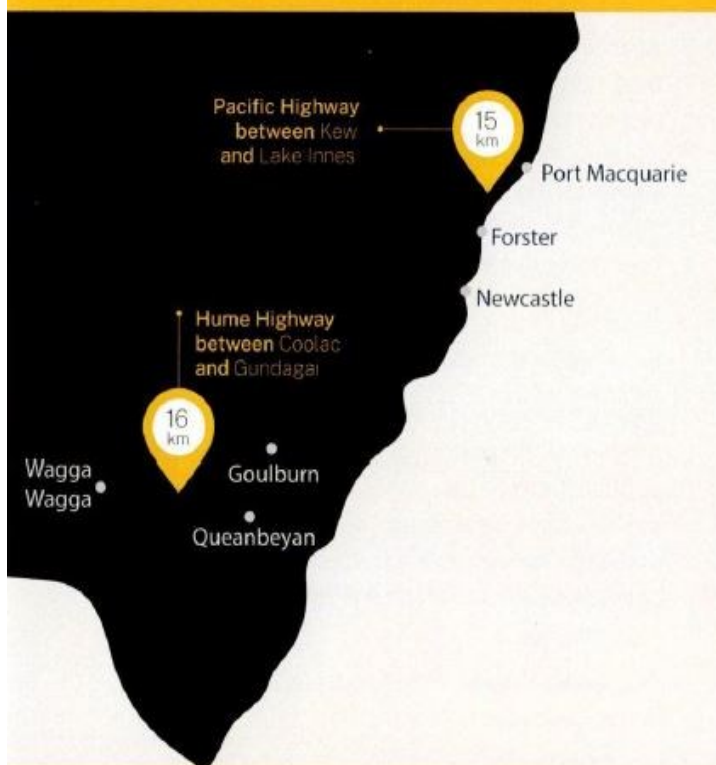 Pacific Highway
between Kew
and Lake Innes
15
km
Port Macquarie
Forster
Newcastle
Hume Highway
between Coolac
and Gundagai
16
km
Wagga
Wagga
Goulburn
Queanbeyan